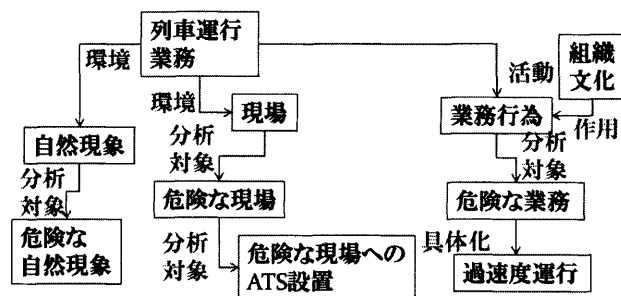 列車運行
業務
組織
文化
環境
環境
活動
現場
業務行為
作用
自然現象
分析
対象
分析
対象
分析
対象
危険な現場
危険な業務
危険な
自然現象
分析
対象
危険な現場への
ATS設置
具体化
過速度運行